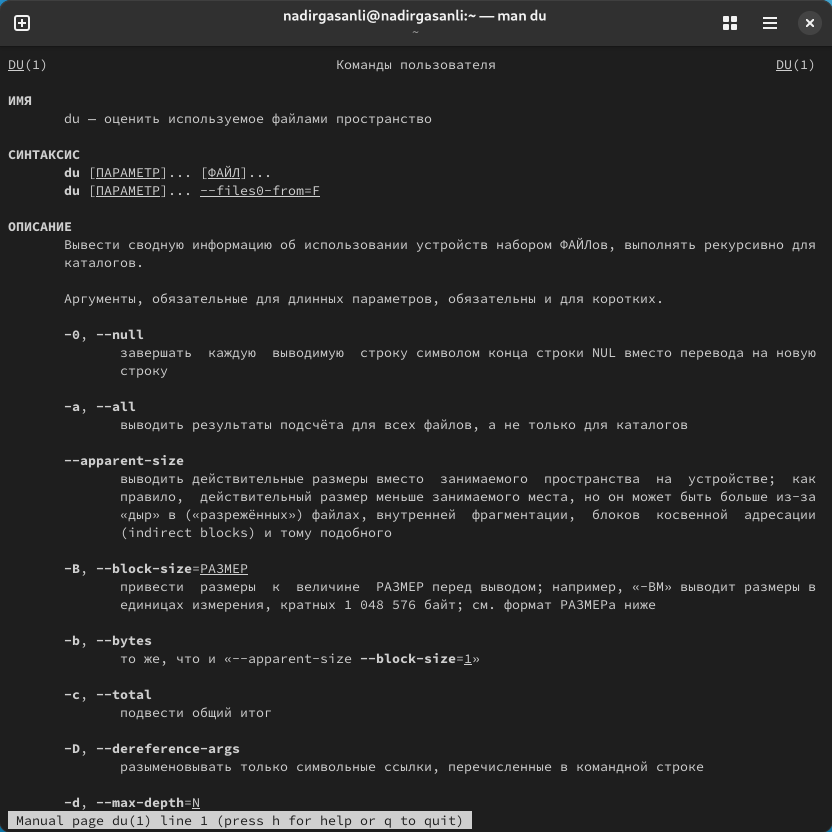 nadirgasanli@nadirgasanli:~ — man du
~
DU(1) Команды пользователя DU(1)
ИМЯ
du — оценить используемое файлами пространство
СИНТАКСИС
du [ПАРАМЕТР]... [ФАЙЛ]...
du [ПАРАМЕТР]... --files0-from=F
ОПИСАНИЕ
Вывести сводную информацию об использовании устройств набором ФАЙЛов, выполнять рекурсивно для
каталогов.
Аргументы, обязательные для длинных параметров, обязательны и для коротких.
-0, --null
завершать каждую выводимую строку символом конца строки NUL вместо перевода на новую
строку
-a, --all
выводить результаты подсчёта для всех файлов, а не только для каталогов
--apparent-size
выводить действительные размеры вместо занимаемого пространства на устройстве; как
правило, действительный размер меньше занимаемого места, но он может быть больше из-за
«дыр» в («разрежённых») файлах, внутренней фрагментации, блоков косвенной адресации
(indirect blocks) и тому подобного
-B, --block-size=РАЗМЕР
привести размеры к величине РАЗМЕР перед выводом; например, «-BM» выводит размеры в
единицах измерения, кратных 1 048 576 байт; см. формат РАЗМЕРа ниже
-b, --bytes
то же, что и «--apparent-size --block-size=1»
-c, --total
подвести общий итог
-D, --dereference-args
разыменовывать только символьные ссылки, перечисленные в командной строке
-d, --max-depth=N
Manual page du(1) line 1 (press h for help or q to quit)